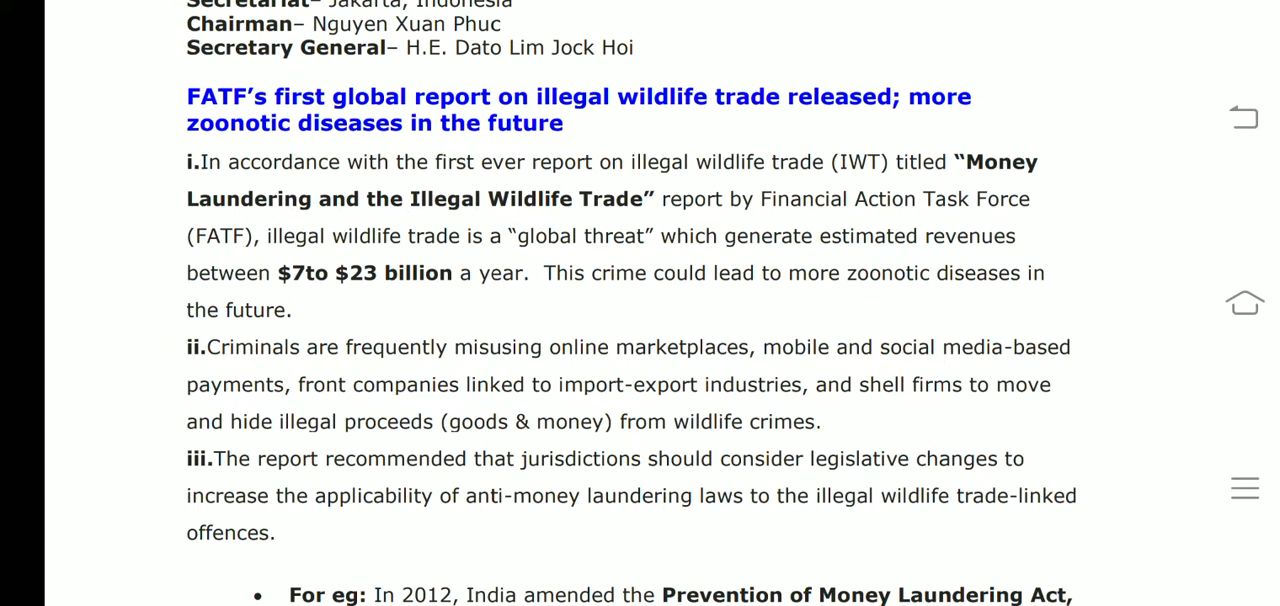 Secretariat– Jakarta, Indonesia
Chairman– Nguyen Xuan Phuc
Secretary General– H.E. Dato Lim Jock Hoi
FATF’s first global report on illegal wildlife trade released; more
zoonotic diseases in the future
i.In accordance with the first ever report on illegal wildlife trade (IWT) titled “Money
Laundering and the Illegal Wildlife Trade” report by Financial Action Task Force
(FATF), illegal wildlife trade is a “global threat” which generate estimated revenues
between $7to $23 billion a year.  This crime could lead to more zoonotic diseases in
the future.
ii.Criminals are frequently misusing online marketplaces, mobile and social media-based
payments, front companies linked to import-export industries, and shell firms to move
and hide illegal proceeds (goods & money) from wildlife crimes.
iii.The report recommended that jurisdictions should consider legislative changes to
increase the applicability of anti-money laundering laws to the illegal wildlife trade-linked
offences.
• For eg: In 2012, India amended the Prevention of Money Laundering Act,